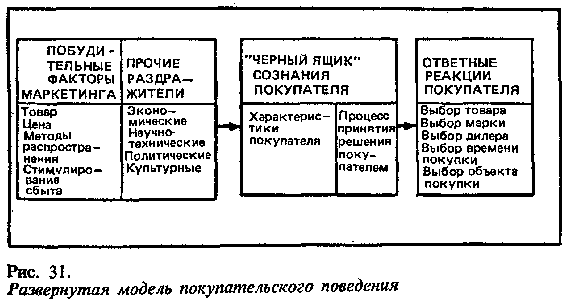 ПОБУДИ-
ТЕЛЬНЫЕ
ФАКТОРЫ
МАРКЕТИНГА
Товар
Цена
Методы
распростра-
нения
Стимулиро-
вание
сбыта
ПРОЧИЕ
РАЗДРА-
ЖИТЕЛИ
Эконо-
мические
Научно-
технические
Политические
Культурные
"ЧЕРНЫЙ ЯЩИК"
СОЗНАНИЯ
ПОКУПАТЕЛЯ
Характерис-
тики
покупателя
Процесс
принятия
решения
поку-
пателем
ОТВЕТНЫЕ
РЕАКЦИИ
ПОКУПАТЕЛЯ
Выбор товара
Выбор марки
Выбор дилера
Выбор времени
покупки
Выбор объекта
покупки
Рис. 31.
Развернутая модель покупательского поведения